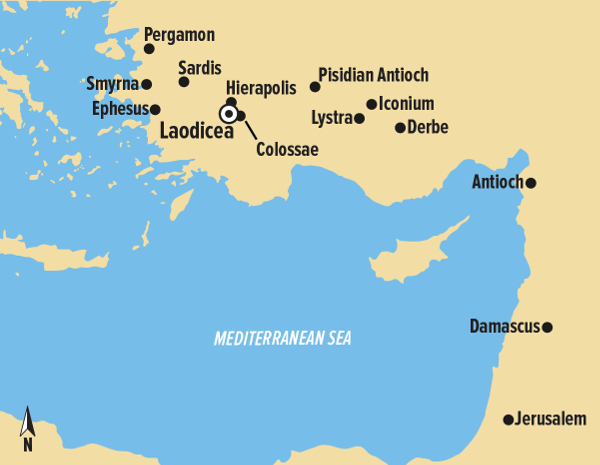 Pergamon
Sardis
Smyrna
Hierapolis
Pisidian Antioch
Ephesus
Iconium
Lystra
Laodicea
Derbe
Colossae
Antioch
Damascus
MEDITERRANEAN SEA
Jerusalem
N